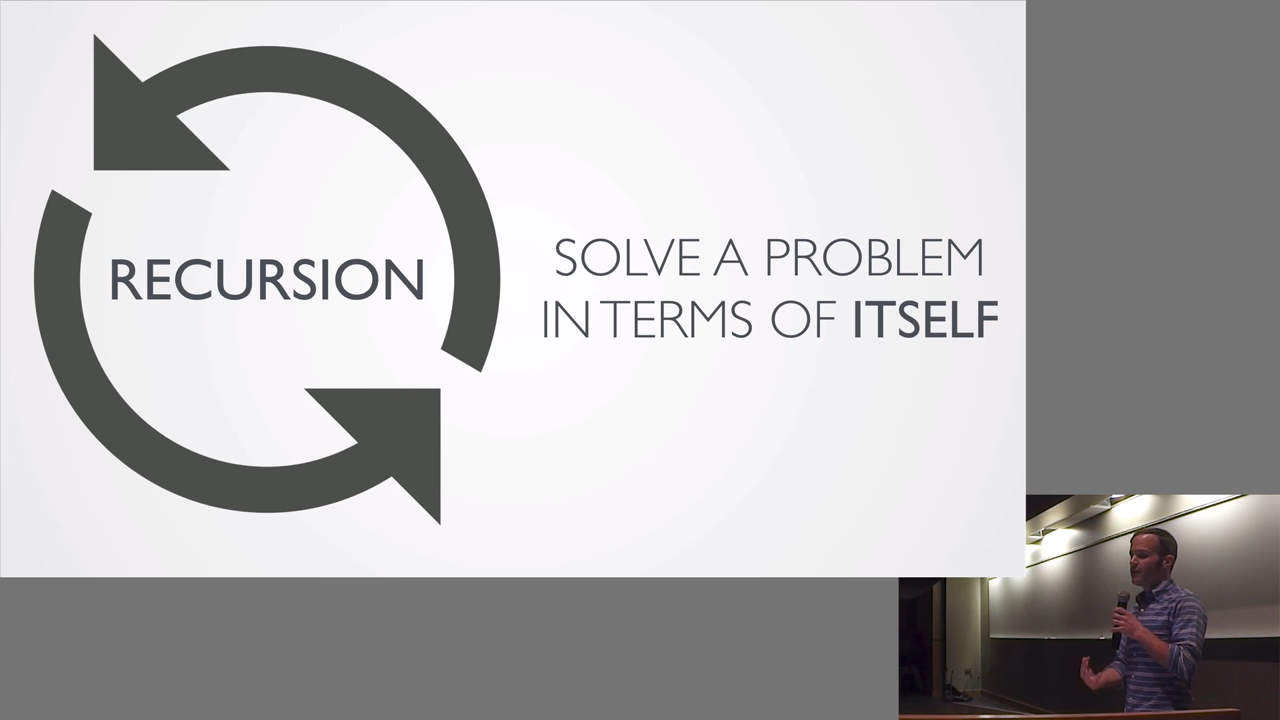 RECURSION
SOLVE A PROBLEM
IN TERMS OF ITSELF